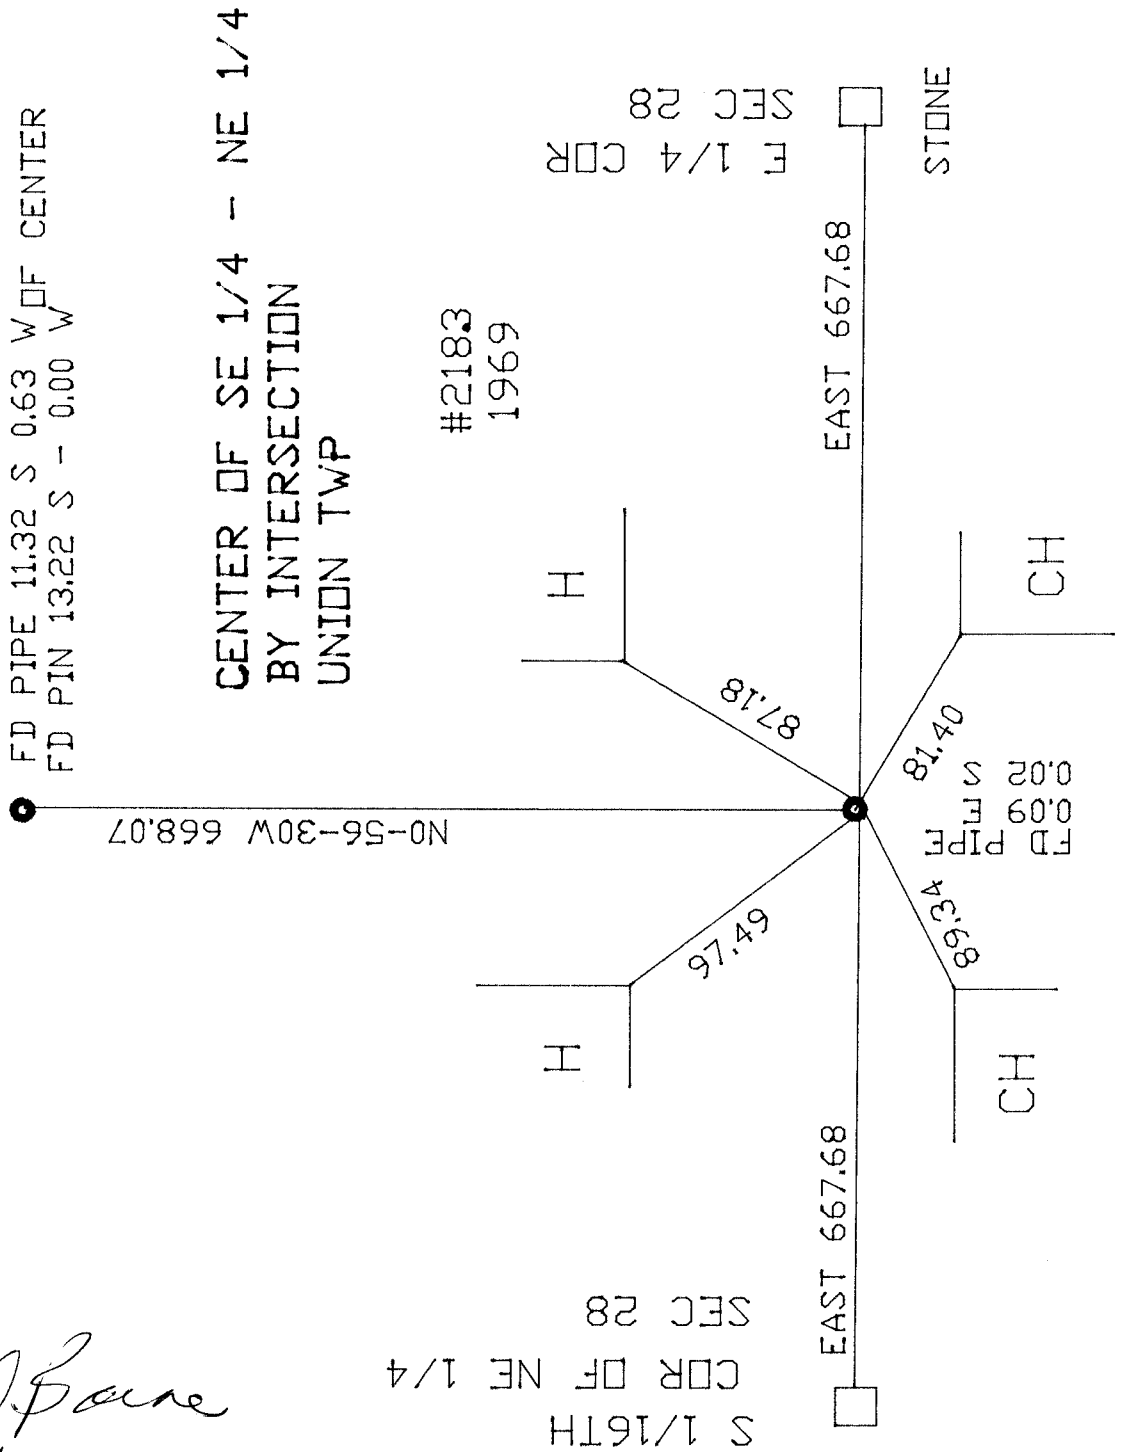 FD PIPE 11.32 S 0.63 W OF CENTER
FD PIN 13.22 S - 0.00 W
CENTER OF SE 1/4 - NE 1/4
BY INTERSECTION
UNION TWP
#2183
1969
N0-56-30W 668.07
E 1/4 COR
SEC 28
STONE
EAST 667.68
H
87.18
CH
81.40
FD PIPE
0.09 E
0.02 S
97.49
H
89.34
CH
EAST 667.68
S 1/16TH
COR OF NE 1/4
SEC 28